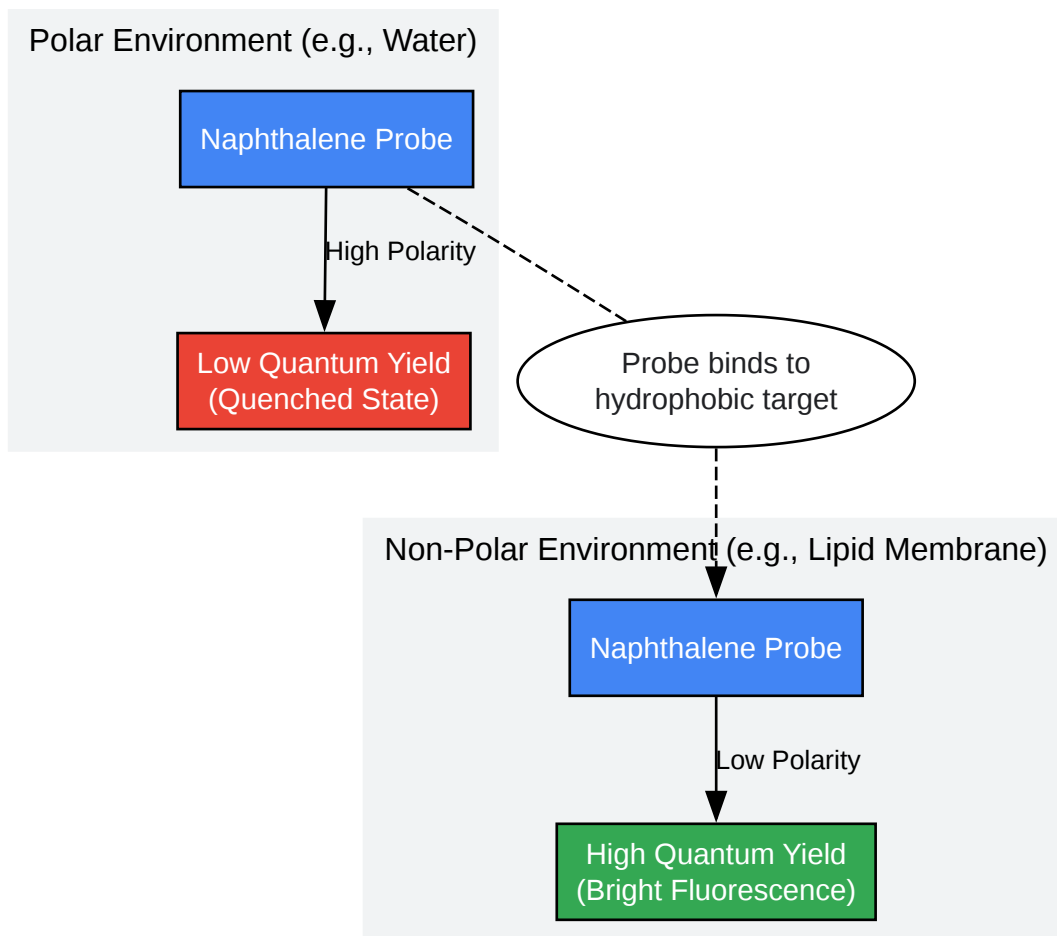 Polar Environment (e.g., Water)
Naphthalene Probe
High Polarity
Low Quantum Yield
(Quenched State)
Probe binds to
hydrophobic target
Non-Polar Environment (e.g., Lipid Membrane)
Naphthalene Probe
Low Polarity
High Quantum Yield
(Bright Fluorescence)